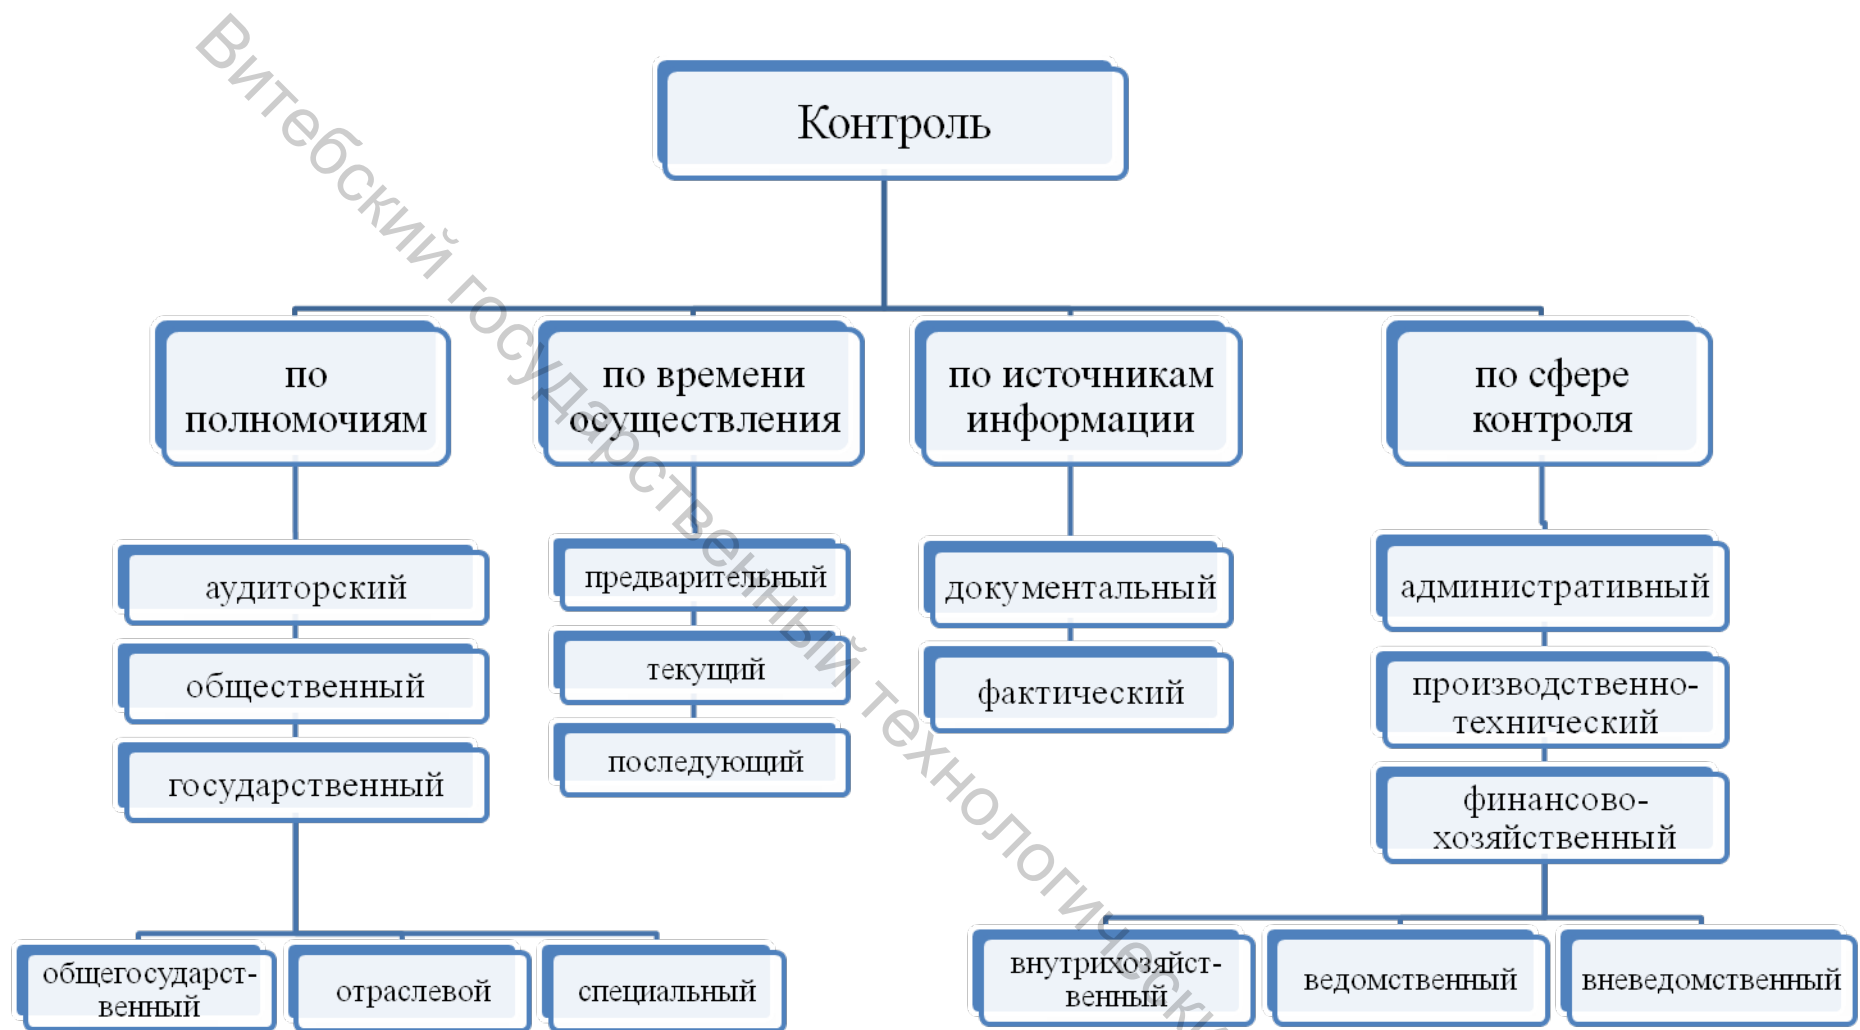 Контроль
по
полномочиям
по времени
осуществления
по источникам
информации
по сфере
контроля
аудиторский
общественный
государственный
предварительный
текущий
последующий
документальный
фактический
административный
производственно-
технический
финансово-
хозяйственный
общегосударст-
венный
отраслевой
специальный
внутрихозяйст-
венный
ведомственный
вневедомственный
Витебский государственный технологически